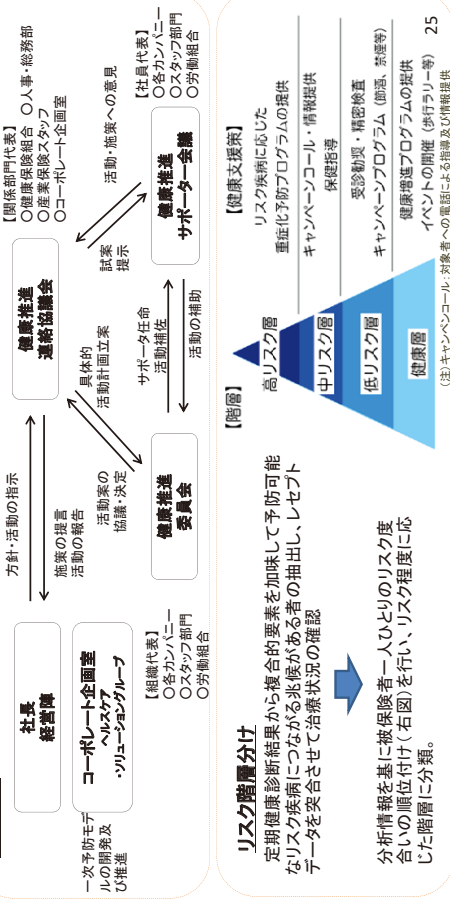 社長
経営陣
コーポレート企画室
ヘルスケア
・ソリューショングループ
一次予防モデ
ルの開発及
び推進
方針・活動の指示
施策の提言
活動の報告
健康推進
連絡協議会
【関係部門代表】
○健康保険組合 ○人事・総務部
○産業保険スタッフ
○コーポレート企画室
活動案の
協議・決定
具体的
活動計画立案
試案
提示
活動・施策への意見
健康推進
委員会
【組織代表】
○各カンパニー
○スタッフ部門
○労働組合
サポータ任命
活動補佐
活動の補助
健康推進
サポーター会議
【社員代表】
○各カンパニー
○スタッフ部門
○労働組合
リスク階層分け
定期健康診断結果から複合的要素を加味して予防可能
なリスク疾病につながる兆候がある者の抽出し、レセプト
データを突合させて治療状況の確認
分析情報を基に被保険者一人ひとりのリスク度
合いの順位付け(右図)を行い、リスク程度に応
じた階層に分類。
【階層】
高リスク層
中リスク層
低リスク層
健康層
【健康支援策】
リスク疾病に応じた
重症化予防プログラムの提供
キャンペーンコール・情報提供
保健指導
受診勧奨・精密検査
キャンペーンプログラム(節酒、禁煙等)
健康増進プログラムの提供
イベントの開催(歩行ラリー等)
(注)キャンペーンコール:対象者への電話による指導及び情報提供
25